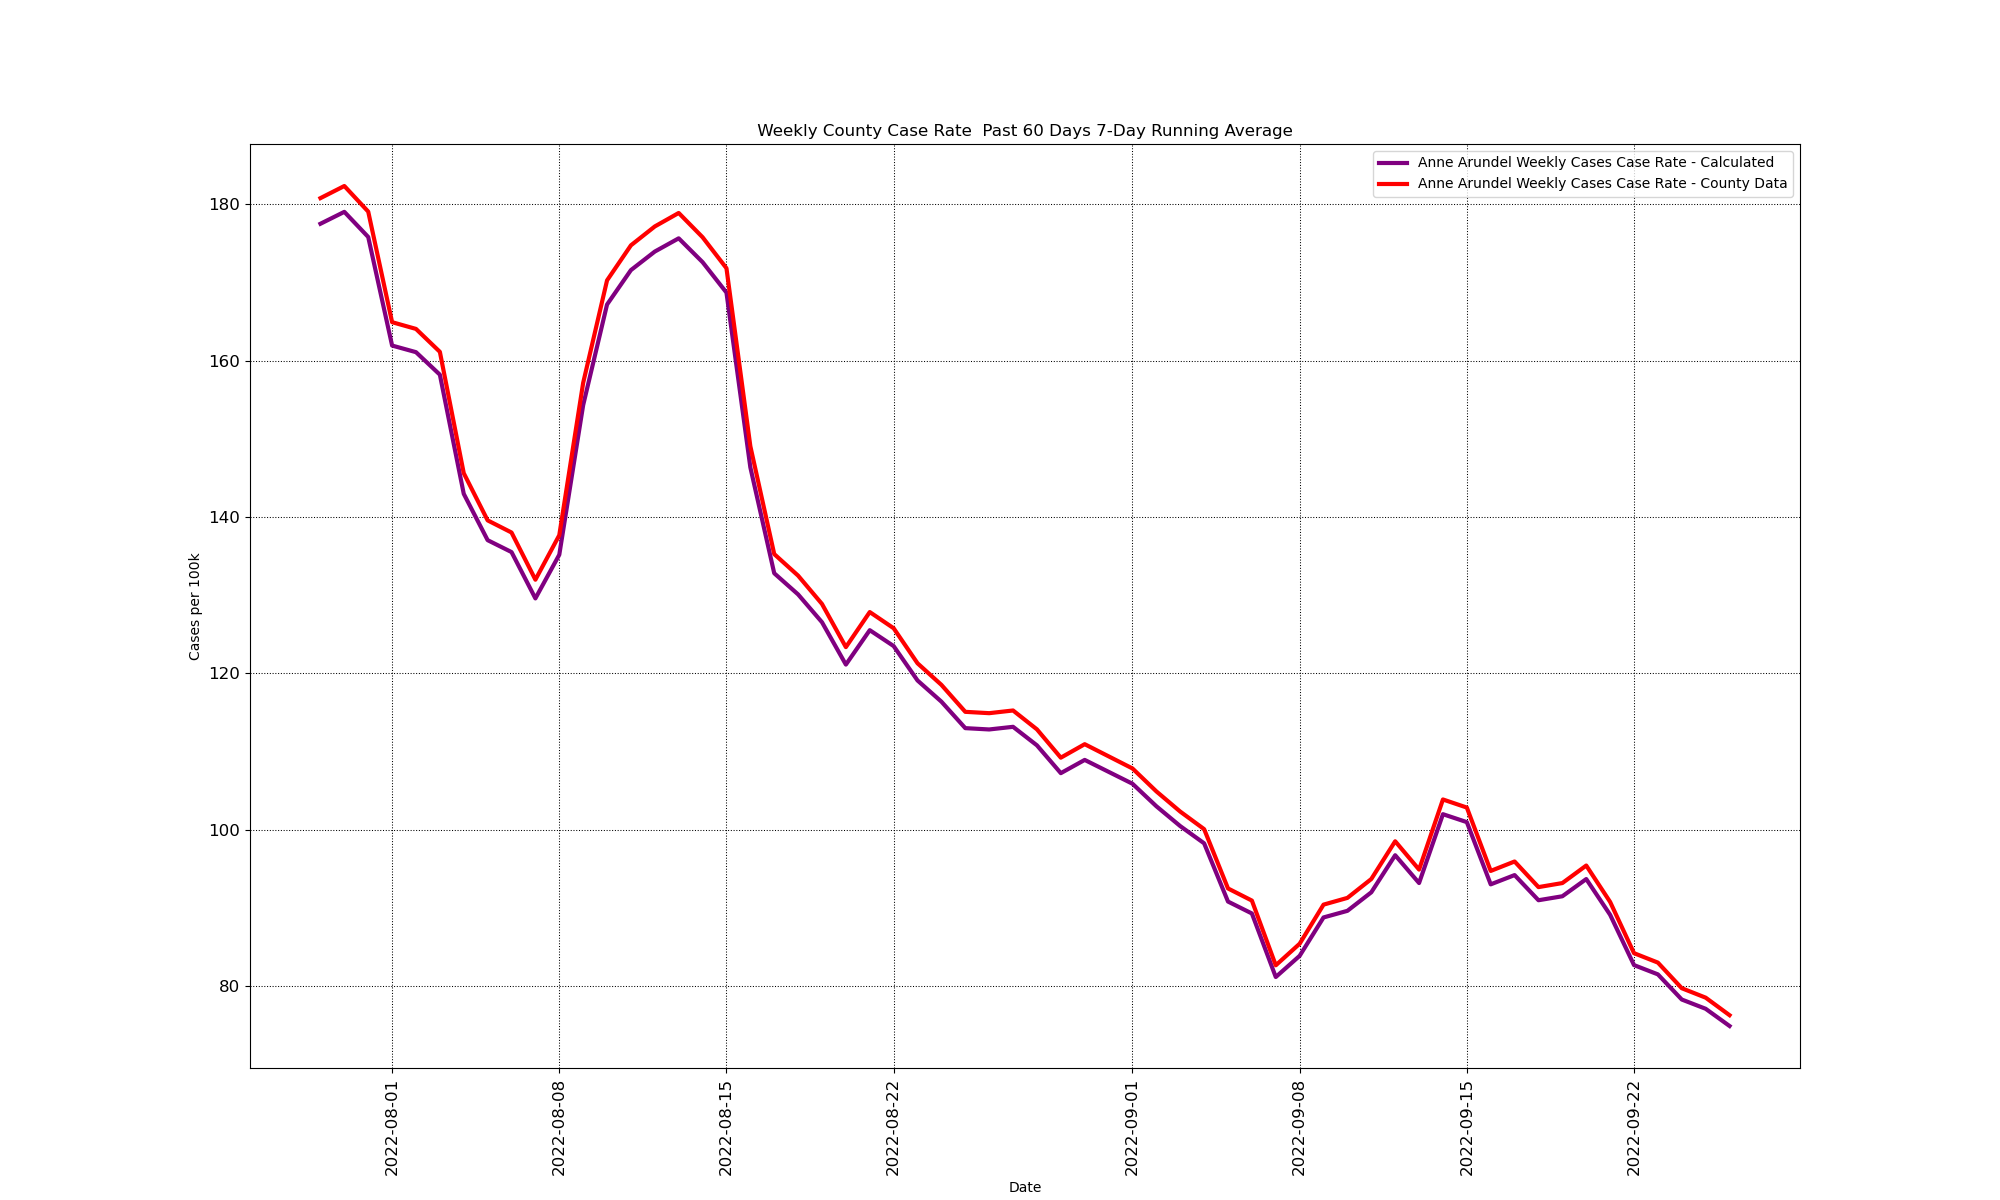 Weekly County Case Rate  Past 60 Days 7-Day Running Average
Anne Arundel Weekly Cases Case Rate - Calculated
Anne Arundel Weekly Cases Case Rate - County Data
180
160
140
120
100
80
Cases per 100k
2022-08-01
2022-08-08
2022-08-15
2022-08-22
2022-09-01
2022-09-08
2022-09-15
2022-09-22
Date